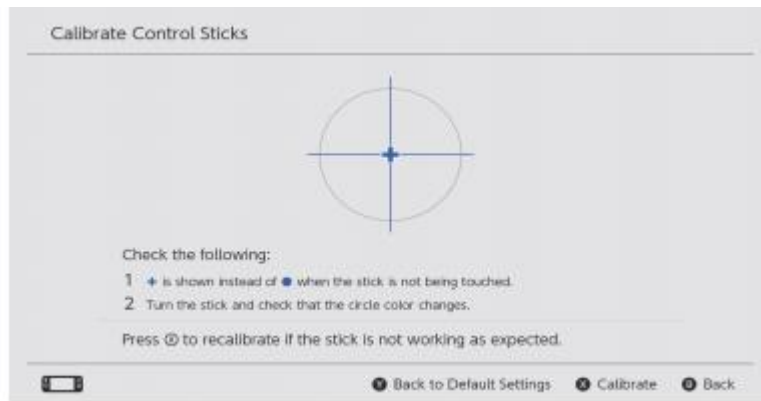 Calibrate Control Sticks
Check the following:
1 + is shown instead of ● when the stick is not being touched.
2 Turn the stick and check that the circle color changes.
Press Ⓧ to recalibrate if the stick is not working as expected.
Ⓨ Back to Default Settings Ⓧ Calibrate Ⓑ Back